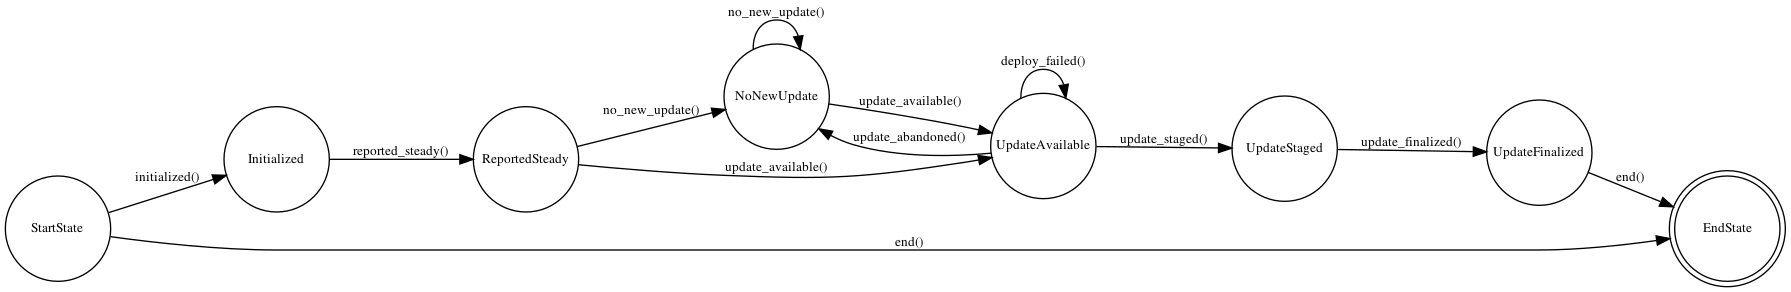 no_new_update()
deploy_failed()
NoNewUpdate
update_available()
no_new_update()
update_abandoned()
update_staged()
update_finalized()
Initialized
reported_steady()
ReportedSteady
UpdateAvailable
UpdateStaged
UpdateFinalized
update_available()
initialized()
end()
StartState
end()
EndState